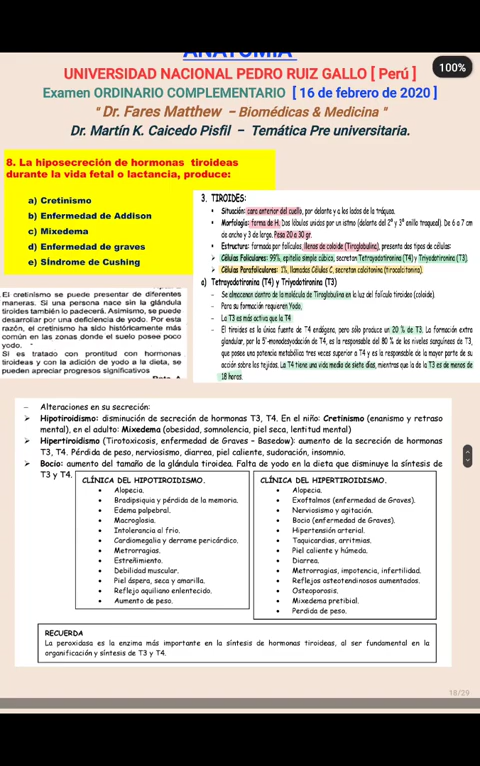 ANATOMIA
100%
UNIVERSIDAD NACIONAL PEDRO RUIZ GALLO [ Perú ]
Examen ORDINARIO COMPLEMENTARIO [ 16 de febrero de 2020 ]
" Dr. Fares Matthew – Biomédicas & Medicina "
Dr. Martín K. Caicedo Pisfil – Temática Pre universitaria.
8. La hiposecreción de hormonas tiroideas
durante la vida fetal o lactancia, produce:
a) Cretinismo
b) Enfermedad de Addison
c) Mixedema
d) Enfermedad de graves
e) Síndrome de Cushing
El cretinismo se puede presentar de diferentes
maneras. Si una persona nace sin la glándula
tiroides también lo padecerá. Asimismo, se puede
desarrollar por una deficiencia de yodo. Por esta
razón, el cretinismo ha sido históricamente más
común en las zonas donde el suelo posee poco
yodo.
Si es tratado con prontitud con hormonas
tiroideas y con la adición de yodo a la dieta, se
pueden apreciar progresos significativos
3. TIROIDES:
• Situación: cara anterior del cuello, por delante y a los lados de la tráquea.
• Morfología: forma de H. Dos lóbulos unidos por un istmo (delante del 2º y 3º anillo traqueal). De 6 a 7 cm
de ancho y 3 de largo. Peso 20 a 30 gr.
• Estructura: formada por folículos, llenos de coloide (Tiroglobulina), presenta dos tipos de células:
➢ Células Foliculares: 99%, epitelio simple cúbico, secretan Tetrayodotironina (T4) y Triyodotironina (T3).
➢ Células Parafoliculares: 1%, llamadas Células C, secretan calcitonina (tirocalcitonina).
a) Tetrayodotironina (T4) y Triyodotironina (T3)
– Se almacenan dentro de la molécula de Tiroglobulina en la luz del folículo tiroideo (coloide).
– Para su formación requieren Yodo.
– La T3 es más activa que la T4
– El tiroides es la única fuente de T4 endógena, pero sólo produce un 20 % de T3. La formación extra
glandular, por la 5'-monodesyodación de T4, es la responsable del 80 % de los niveles sanguíneos de T3,
que posee una potencia metabólica tres veces superior a T4 y es la responsable de la mayor parte de su
acción sobre los tejidos. La T4 tiene una vida media de siete días, mientras que la de la T3 es de menos de
18 horas.
– Alteraciones en su secreción:
➢ Hipotiroidismo: disminución de secreción de hormonas T3, T4. En el niño: Cretinismo (enanismo y retraso
mental), en el adulto: Mixedema (obesidad, somnolencia, piel seca, lentitud mental)
➢ Hipertiroidismo (Tirotoxicosis, enfermedad de Graves – Basedow): aumento de la secreción de hormonas
T3, T4. Pérdida de peso, nerviosismo, diarrea, piel caliente, sudoración, insomnio.
➢ Bocio: aumento del tamaño de la glándula tiroidea. Falta de yodo en la dieta que disminuye la síntesis de
T3 y T4.
CLÍNICA DEL HIPOTIROIDISMO.
• Alopecia.
• Bradipsiquia y pérdida de la memoria.
• Edema palpebral.
• Macroglosia.
• Intolerancia al frio.
• Cardiomegalia y derrame pericárdico.
• Metrorragias.
• Estreñimiento.
• Debilidad muscular.
• Piel áspera, seca y amarilla.
• Reflejo aquiliano enlentecido.
• Aumento de peso.
CLÍNICA DEL HIPERTIROIDISMO.
• Alopecia.
• Exoftalmos (enfermedad de Graves).
• Nerviosismo y agitación.
• Bocio (enfermedad de Graves).
• Hipertensión arterial.
• Taquicardias, arritmias.
• Piel caliente y húmeda.
• Diarrea.
• Metrorragias, impotencia, infertilidad.
• Reflejos osteotendinosos aumentados.
• Osteoporosis.
• Mixedema pretibial.
• Perdida de peso.
RECUERDA
La peroxidasa es la enzima más importante en la síntesis de hormonas tiroideas, al ser fundamental en la
organificación y síntesis de T3 y T4.
18/29